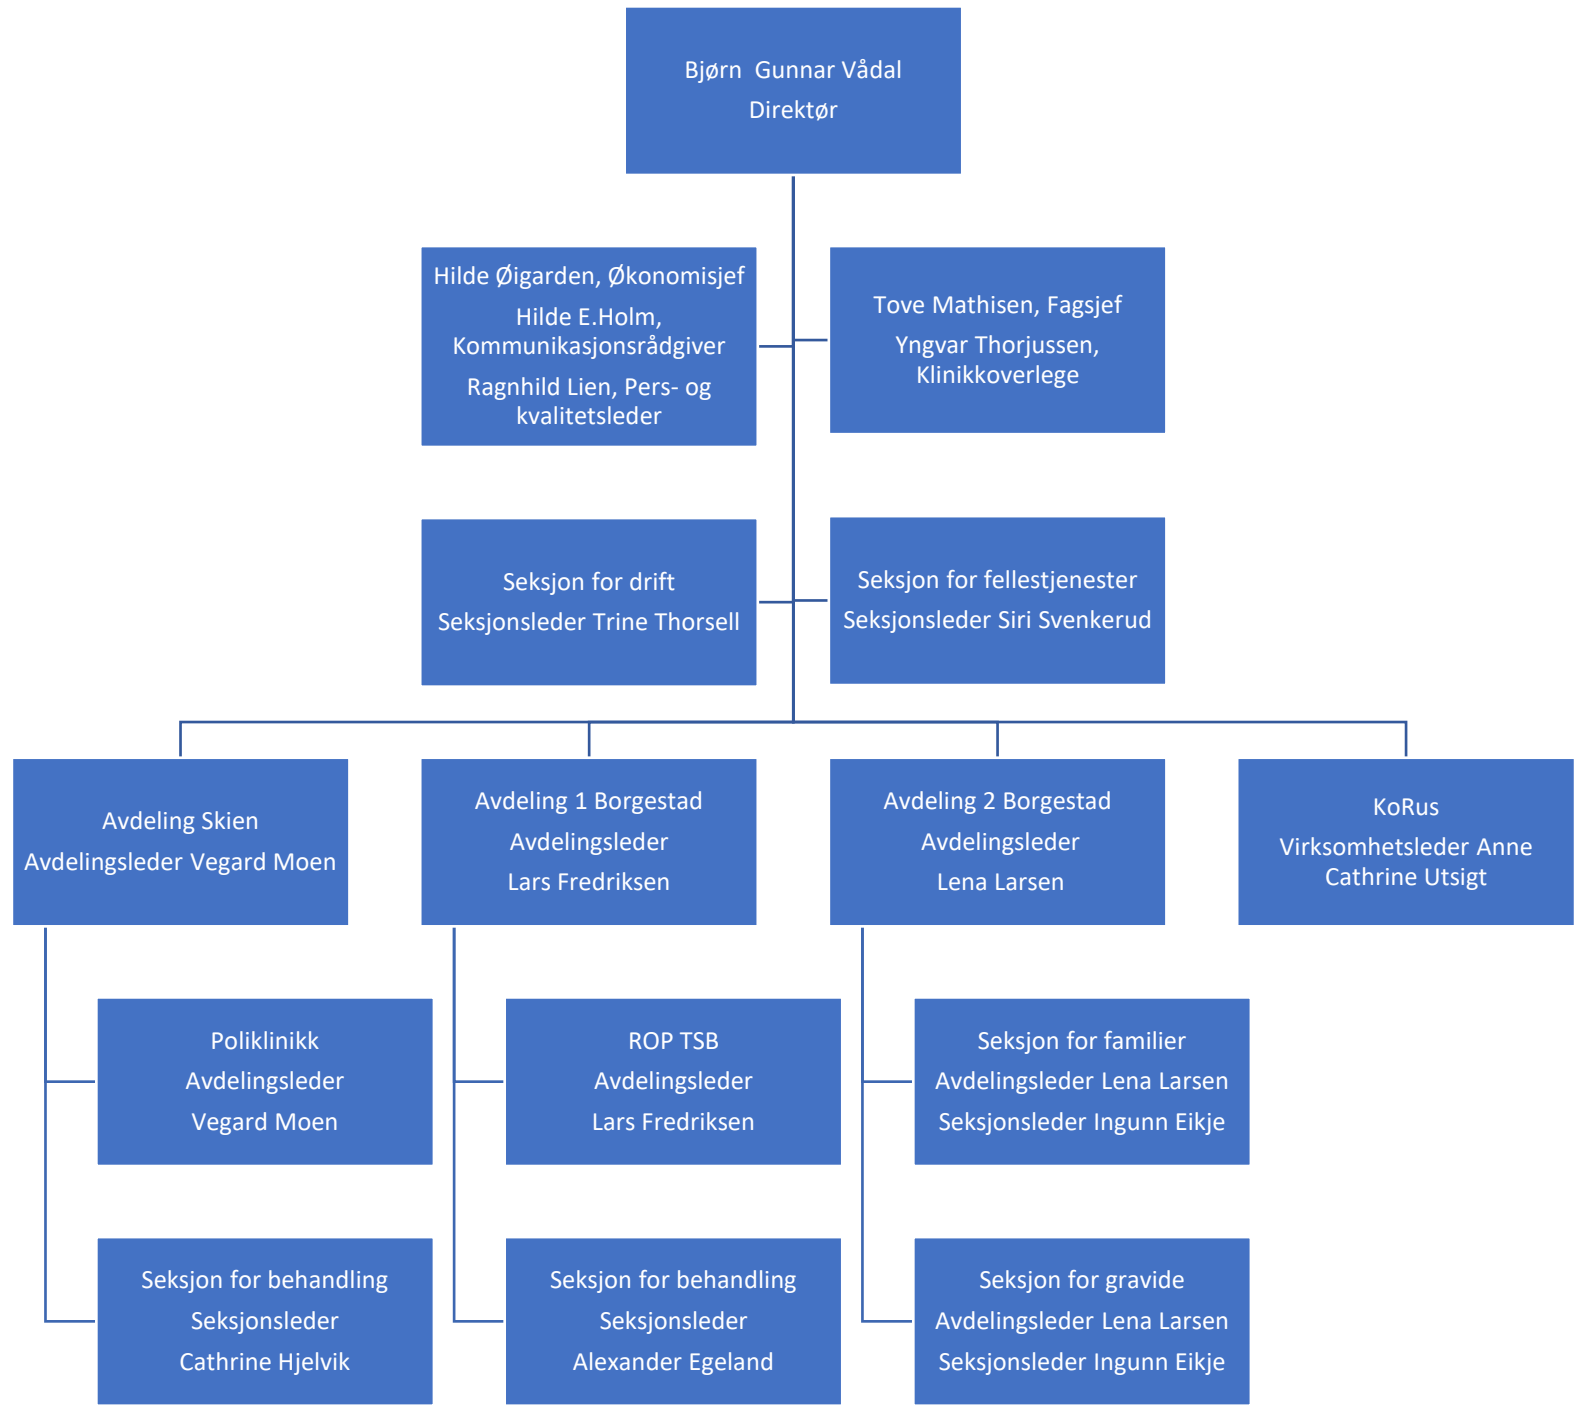 Bjørn  Gunnar Vådal
Direktør
Hilde Øigarden, Økonomisjef
Hilde E.Holm,
Kommunikasjonsrådgiver
Ragnhild Lien, Pers- og
kvalitetsleder
Tove Mathisen, Fagsjef
Yngvar Thorjussen,
Klinikkoverlege
Seksjon for drift
Seksjonsleder Trine Thorsell
Seksjon for fellestjenester
Seksjonsleder Siri Svenkerud
Avdeling Skien
Avdelingsleder Vegard Moen
Avdeling 1 Borgestad
Avdelingsleder
Lars Fredriksen
Avdeling 2 Borgestad
Avdelingsleder
Lena Larsen
KoRus
Virksomhetsleder Anne
Cathrine Utsigt
Poliklinikk
Avdelingsleder
Vegard Moen
ROP TSB
Avdelingsleder
Lars Fredriksen
Seksjon for familier
Avdelingsleder Lena Larsen
Seksjonsleder Ingunn Eikje
Seksjon for behandling
Seksjonsleder
Cathrine Hjelvik
Seksjon for behandling
Seksjonsleder
Alexander Egeland
Seksjon for gravide
Avdelingsleder Lena Larsen
Seksjonsleder Ingunn Eikje